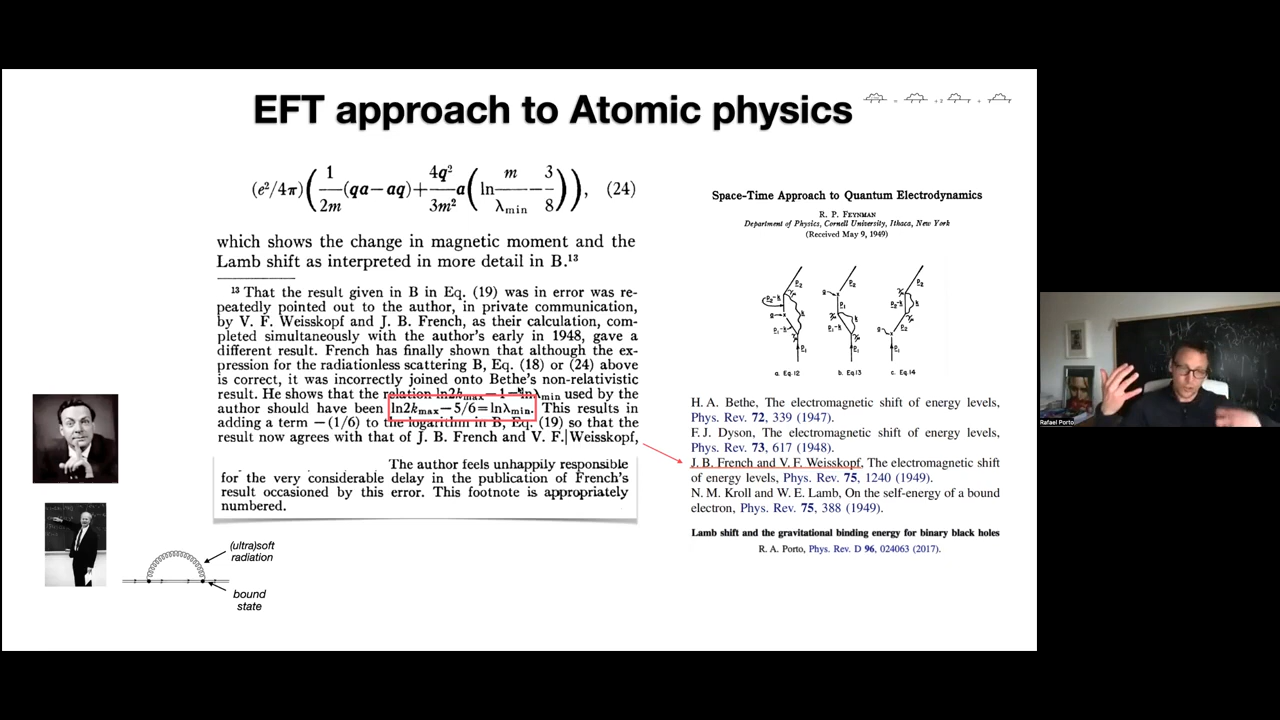 EFT approach to Atomic physics
(e²/4π)(1/2m (qa−aq)+4q²/3m² a(ln m/λmin −3/8)), (24)
which shows the change in magnetic moment and the
Lamb shift as interpreted in more detail in B.¹³
¹³ That the result given in B in Eq. (19) was in error was re-
peatedly pointed out to the author, in private communication,
by V. F. Weisskopf and J. B. French, as their calculation, com-
pleted simultaneously with the author's early in 1948, gave a
different result. French has finally shown that although the ex-
pression for the radiationless scattering B, Eq. (18) or (24) above
is correct, it was incorrectly joined onto Bethe's non-relativistic
result. He shows that the relation ln2kmax−1=lnλmin used by the
author should have been ln2kmax−5/6=lnλmin. This results in
adding a term −(1/6) to the logarithm in B, Eq. (19) so that the
result now agrees with that of J. B. French and V. F. Weisskopf,
The author feels unhappily responsible
for the very considerable delay in the publication of French's
result occasioned by this error. This footnote is appropriately
numbered.
(ultra)soft
radiation
bound
state
Space-Time Approach to Quantum Electrodynamics
R. P. FEYNMAN
Department of Physics, Cornell University, Ithaca, New York
(Received May 9, 1949)
a. Eq.12 b. Eq.13 c. Eq.14
H. A. Bethe, The electromagnetic shift of energy levels,
Phys. Rev. 72, 339 (1947).
F. J. Dyson, The electromagnetic shift of energy levels,
Phys. Rev. 73, 617 (1948).
J. B. French and V. F. Weisskopf, The electromagnetic shift
of energy levels, Phys. Rev. 75, 1240 (1949).
N. M. Kroll and W. E. Lamb, On the self-energy of a bound
electron, Phys. Rev. 75, 388 (1949).
Lamb shift and the gravitational binding energy for binary black holes
R. A. Porto, Phys. Rev. D 96, 024063 (2017).
Rafael Porto